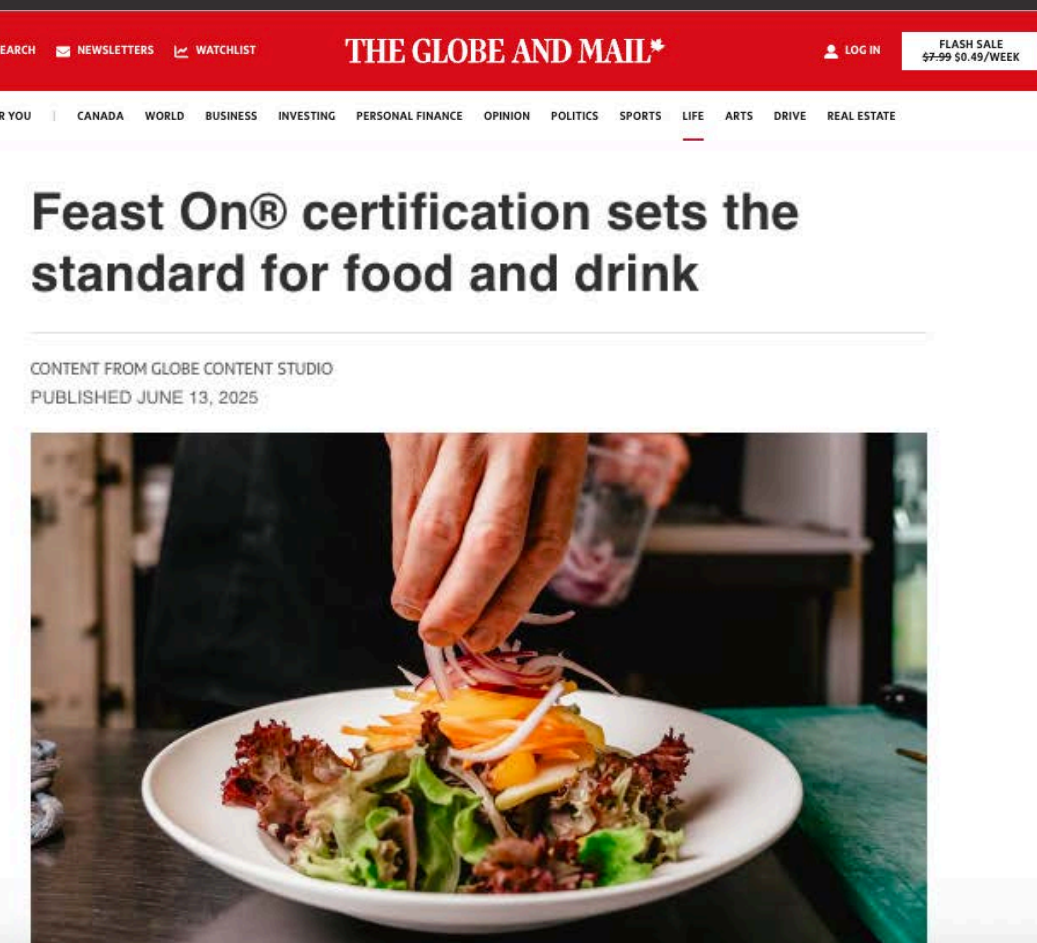 EARCH NEWSLETTERS WATCHLIST THE GLOBE AND MAIL LOG IN FLASH SALE
$7.99 $0.49/WEEK
R YOU | CANADA WORLD BUSINESS INVESTING PERSONAL FINANCE OPINION POLITICS SPORTS LIFE ARTS DRIVE REAL ESTATE
Feast On® certification sets the
standard for food and drink
CONTENT FROM GLOBE CONTENT STUDIO
PUBLISHED JUNE 13, 2025